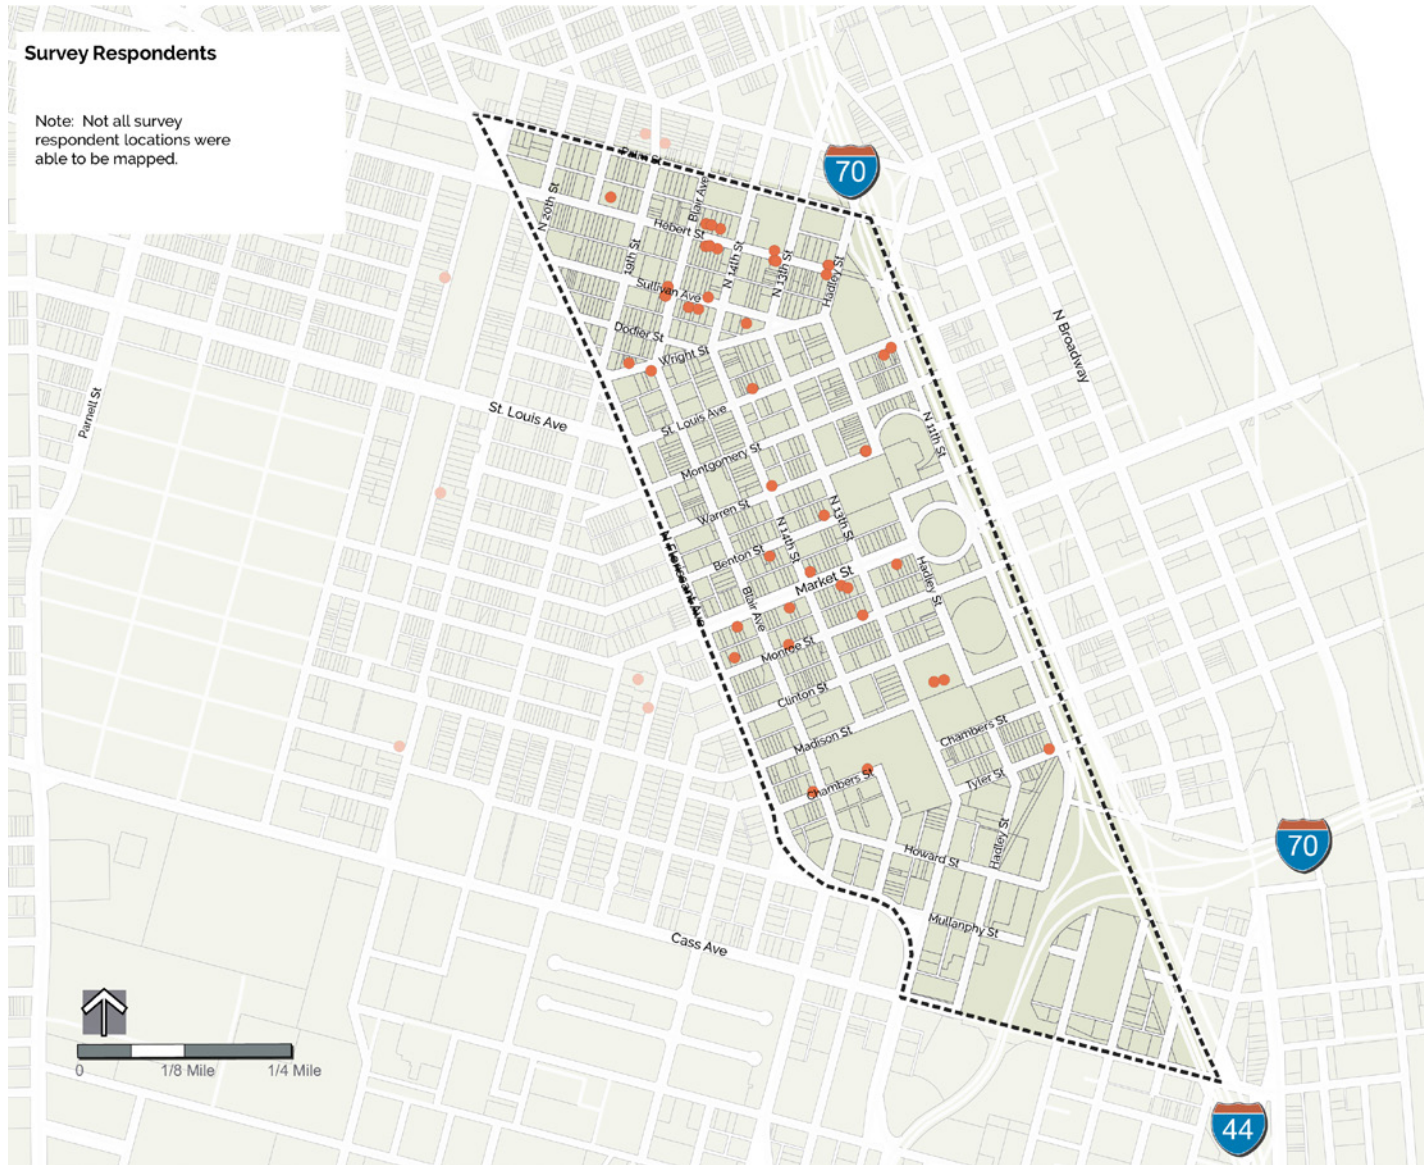 Survey Respondents
Note: Not all survey
respondent locations were
able to be mapped.
Palm St
70
N 20th St
Blair Ave
Hebert St
19th St
N 14th St
N 13th St
Hadley St
Sullivan Ave
Dodier St
Wright St
N Broadway
Parnell St
St. Louis Ave
St. Louis Ave
N 11th St
Montgomery St
Warren St
N 13th St
N 14th St
Benton St
N Florissant Ave
Market St
Hadley St
Blair Ave
Monroe St
Clinton St
Madison St
Chambers St
Chambers St
Tyler St
Hadley St
Howard St
70
Mullanphy St
Cass Ave
0
1/8 Mile
1/4 Mile
44